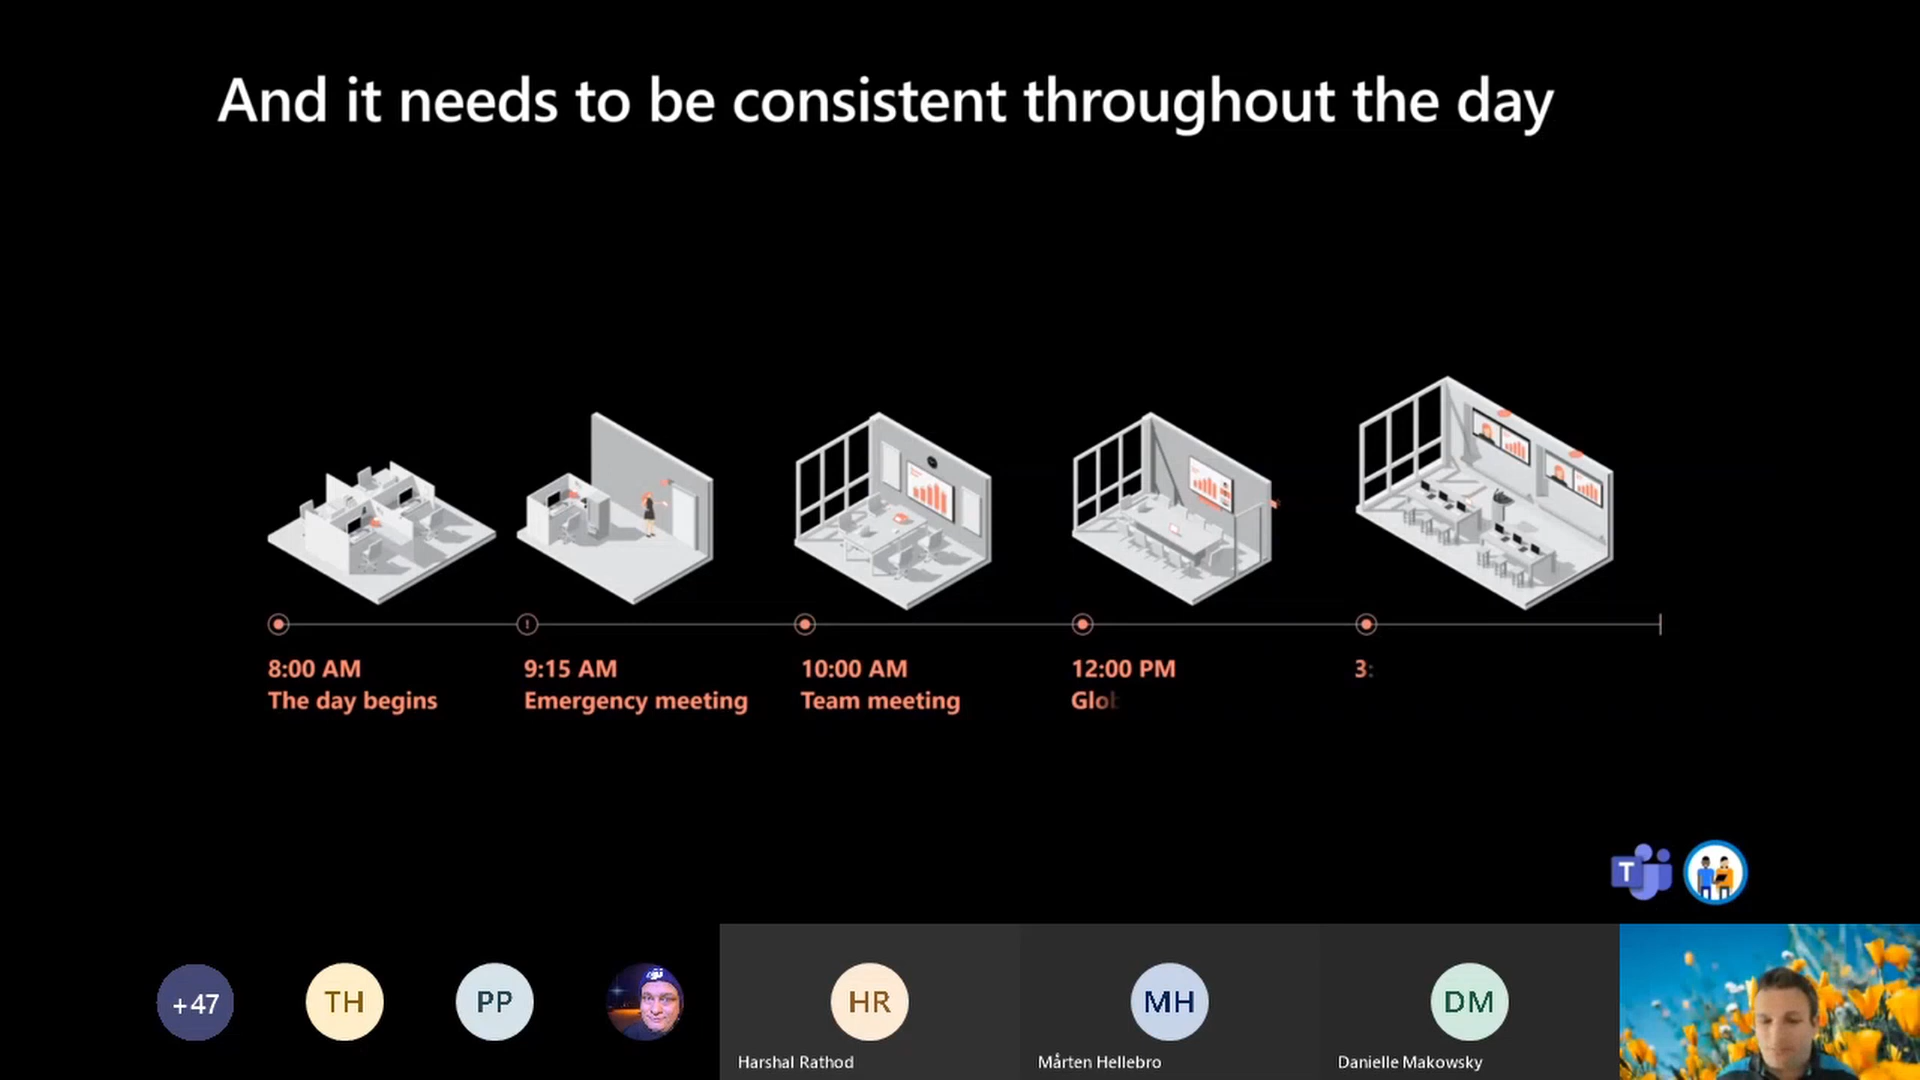 And it needs to be consistent throughout the day
8:00 AM
The day begins
9:15 AM
Emergency meeting
10:00 AM
Team meeting
12:00 PM
Glob
3:
T
+47
TH
PP
HR
Harshal Rathod
MH
Mårten Hellebro
DM
Danielle Makowsky